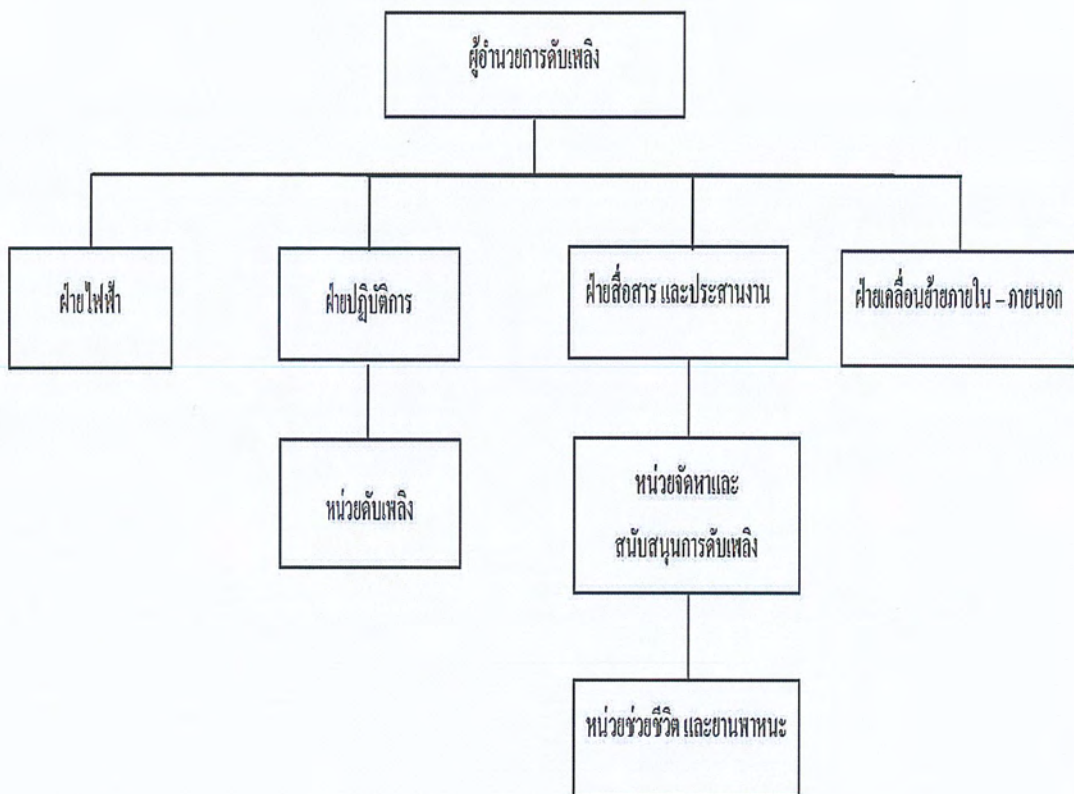 ผู้อำนวยการดับเพลิง
ฝ่ายไฟฟ้า
ฝ่ายปฏิบัติการ
ฝ่ายสื่อสาร และประสานงาน
ฝ่ายเคลื่อนย้ายภายใน – ภายนอก
หน่วยดับเพลิง
หน่วยจัดหาและ
สนับสนุนการดับเพลิง
หน่วยช่วยชีวิต และยานพาหนะ